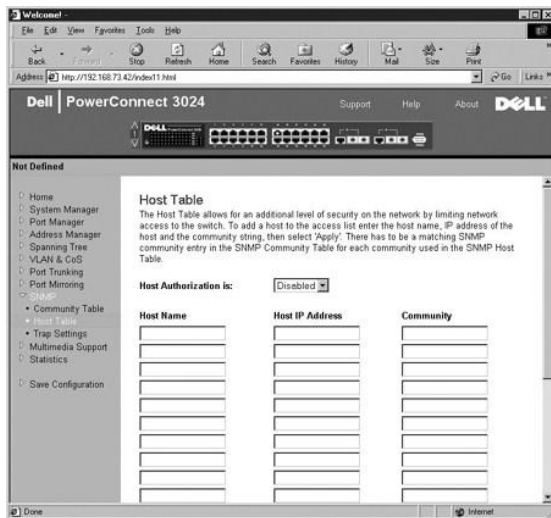 Welcome! -
File Edit View Favorites Tools Help
Back Forward Stop Refresh Home Search Favorites History Mail Size Print
Address http://192.168.73.42/index11.html Go Links »
Dell | PowerConnect 3024 Support Help About DELL
DELL
Not Defined
Home
System Manager
Port Manager
Address Manager
Spanning Tree
VLAN & CoS
Port Trunking
Port Mirroring
SNMP
• Community Table
• Host Table
• Trap Settings
Multimedia Support
Statistics
Save Configuration
Host Table
The Host Table allows for an additional level of security on the network by limiting network
access to the switch. To add a host to the access list enter the host name, IP address of the
host and the community string, then select 'Apply'. There has to be a matching SNMP
community entry in the SNMP Community Table for each community used in the SNMP Host
Table.
Host Authorization is: Disabled
Host Name Host IP Address Community
Done Internet